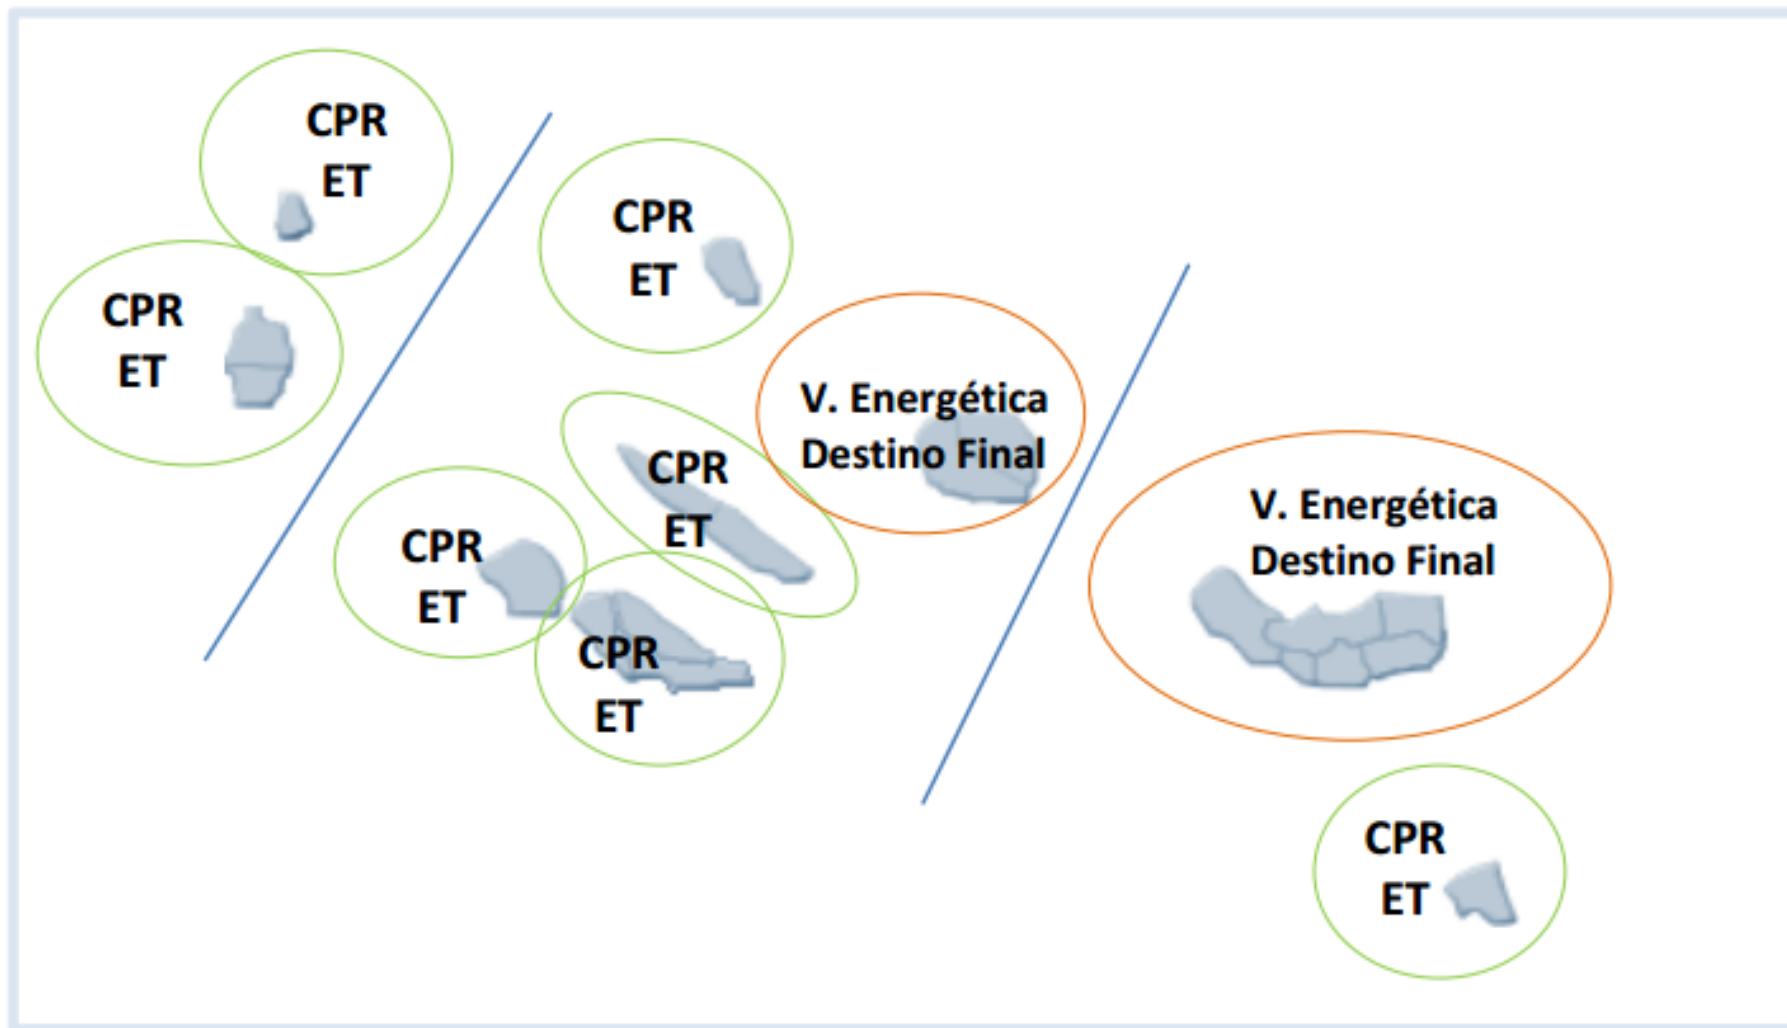 CPR
ET
CPR
ET
CPR
ET
V. Energética
Destino Final
CPR
ET
CPR
ET
CPR
ET
V. Energética
Destino Final
CPR
ET